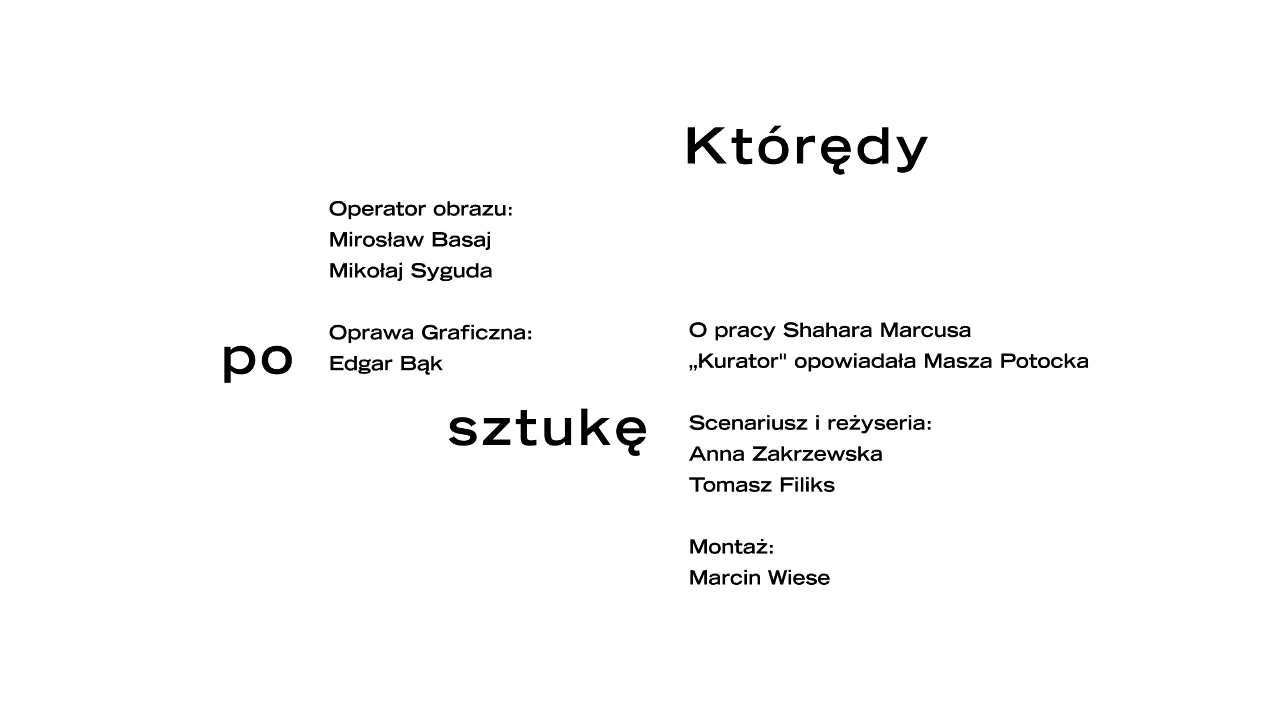 Którędy
po
sztukę
Operator obrazu:
Mirosław Basaj
Mikołaj Syguda
Oprawa Graficzna:
Edgar Bąk
O pracy Shahara Marcusa
„Kurator" opowiadała Masza Potocka
Scenariusz i reżyseria:
Anna Zakrzewska
Tomasz Filiks
Montaż:
Marcin Wiese